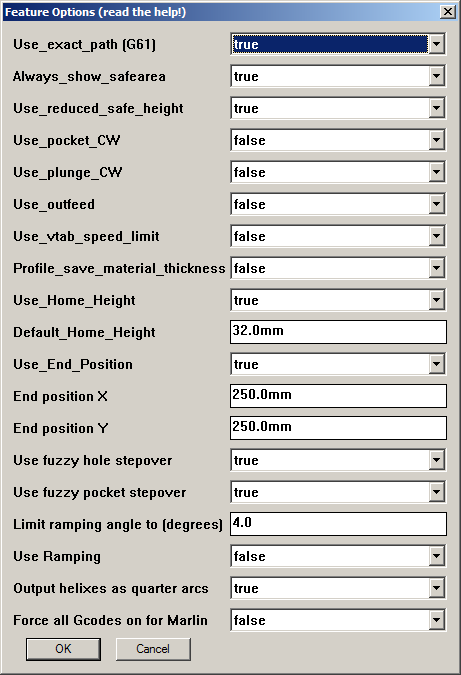 Feature Options (read the help!)
Use_exact_path (G61) true
Always_show_safearea true
Use_reduced_safe_height true
Use_pocket_CW false
Use_plunge_CW false
Use_outfeed false
Use_vtab_speed_limit false
Profile_save_material_thickness false
Use_Home_Height true
Default_Home_Height 32.0mm
Use_End_Position true
End position X 250.0mm
End position Y 250.0mm
Use fuzzy hole stepover true
Use fuzzy pocket stepover true
Limit ramping angle to (degrees) 4.0
Use Ramping false
Output helixes as quarter arcs true
Force all Gcodes on for Marlin false
OK Cancel